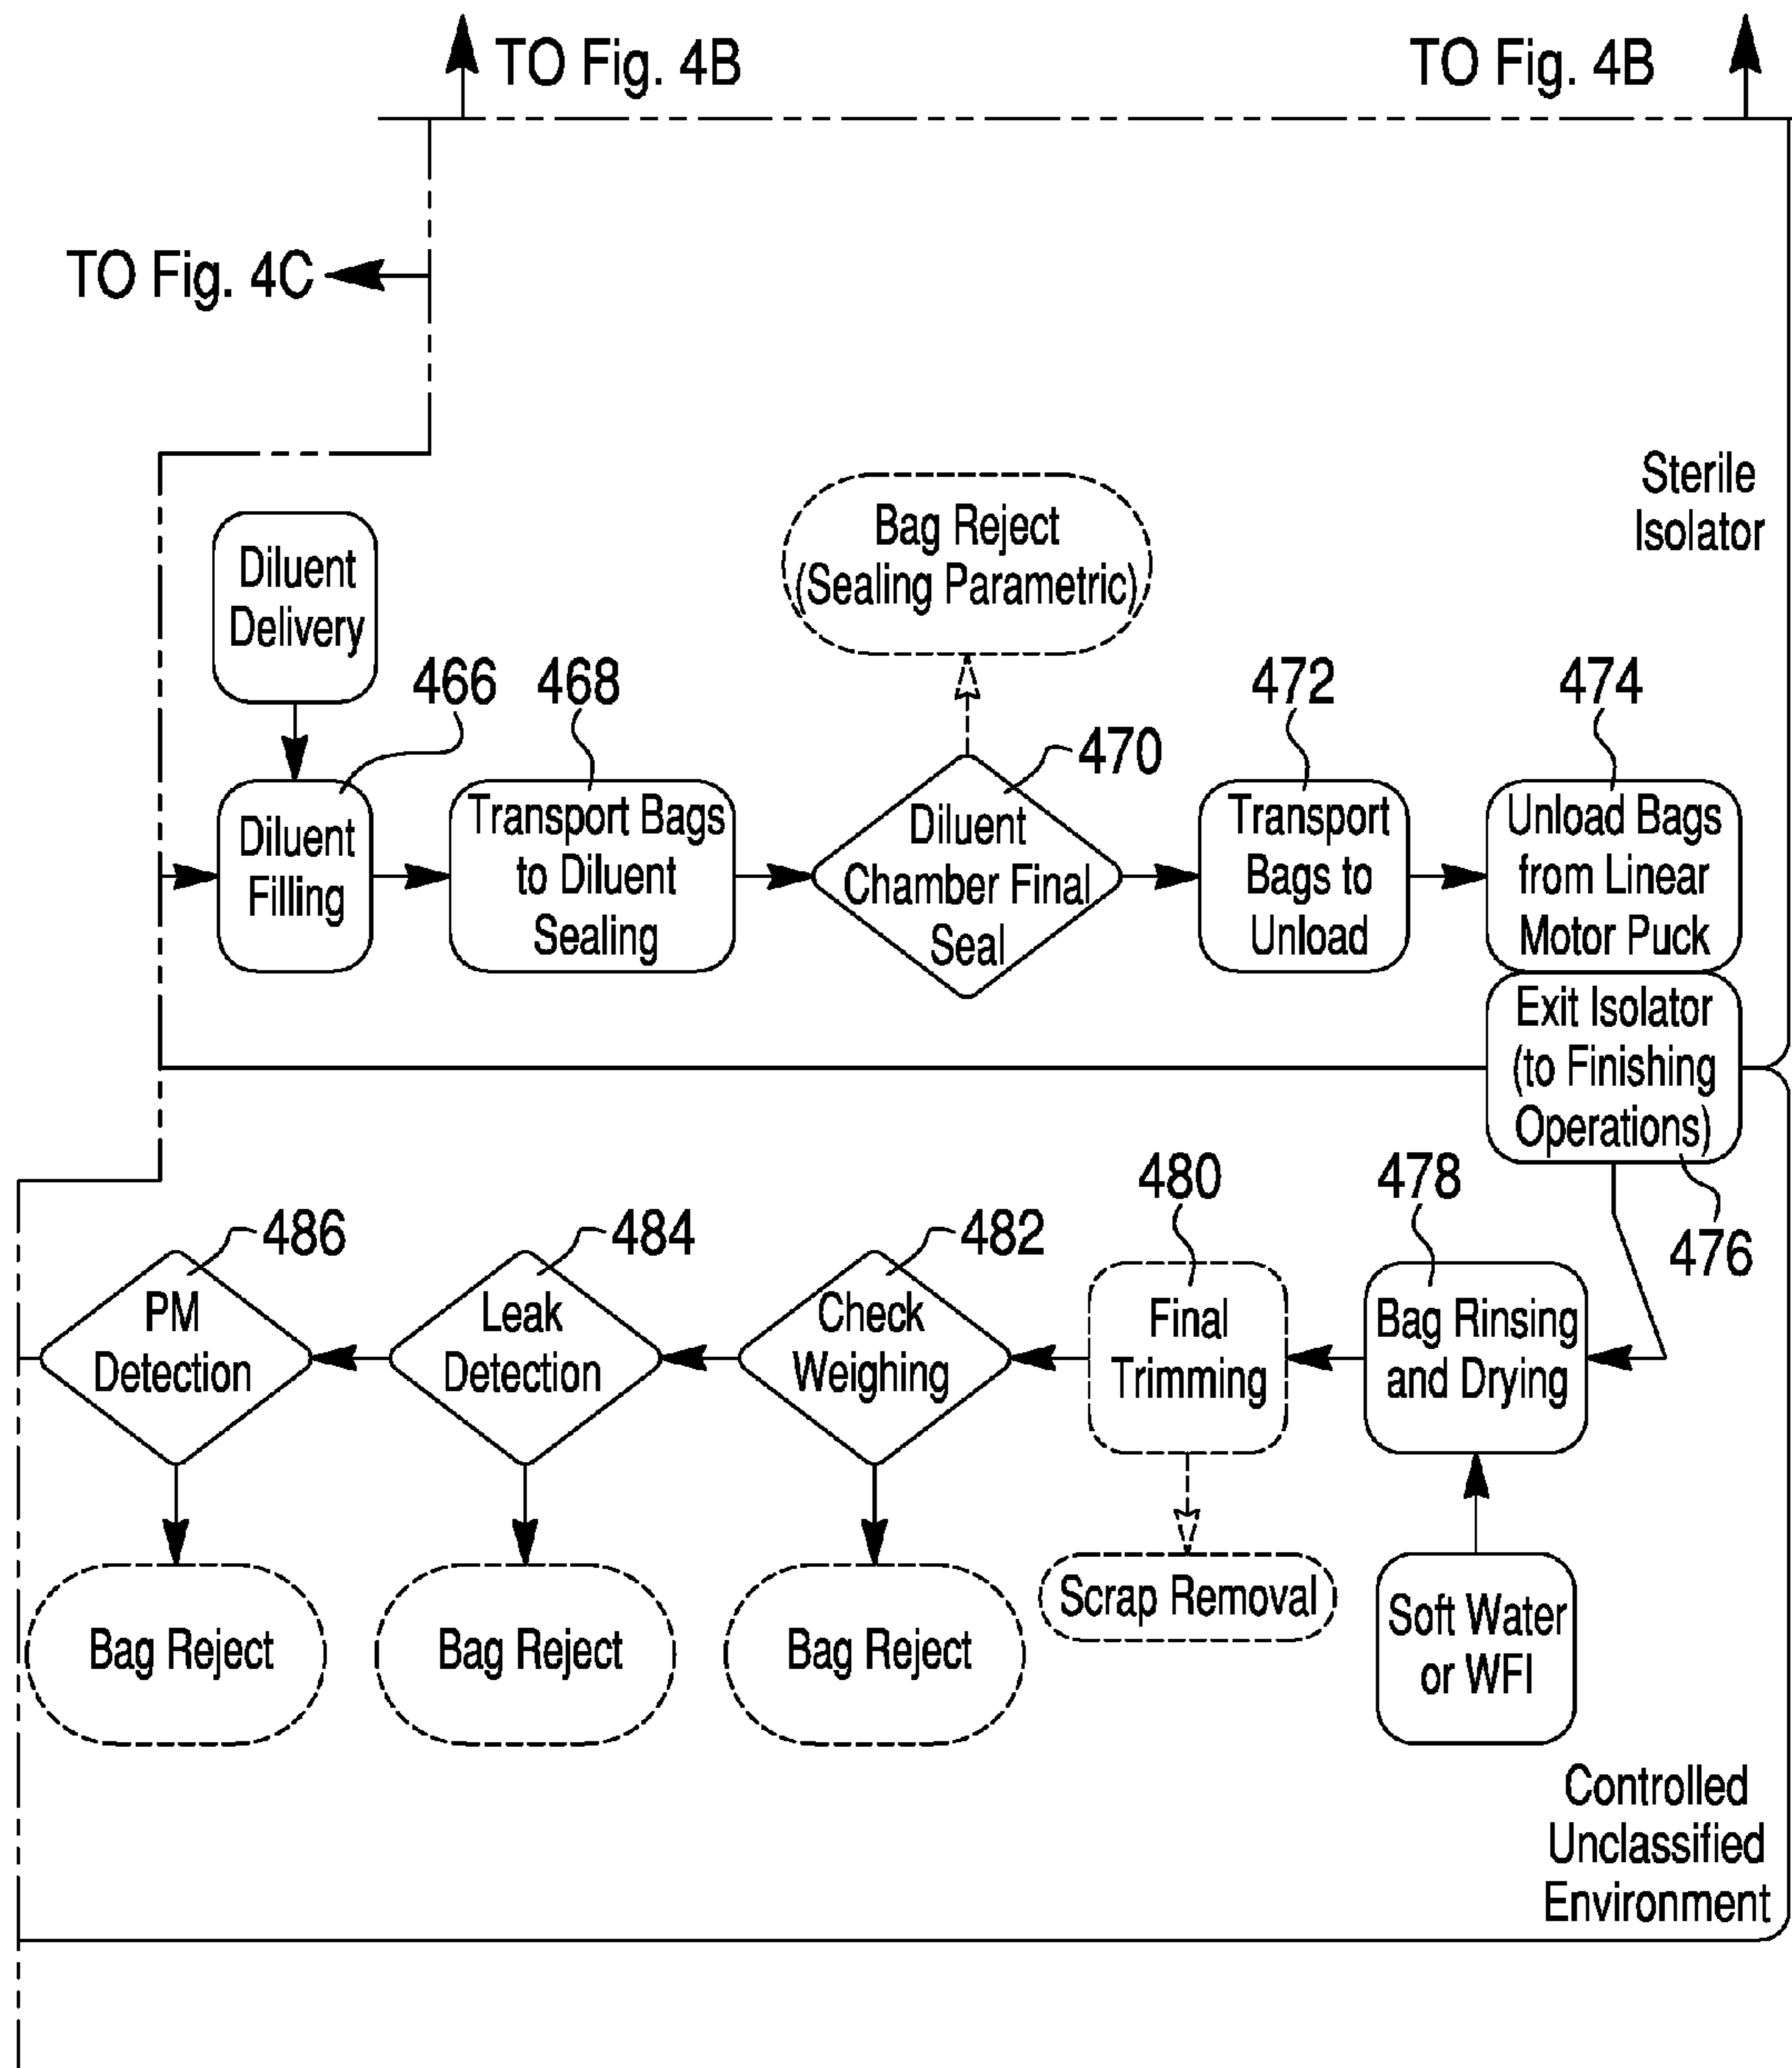 TO Fig. 4B
TO Fig. 4B
TO Fig. 4C
Sterile
Isolator
Bag Reject
(Sealing Parametric)
Diluent
Delivery
466
468
470
472
474
Diluent
Filling
Transport Bags
to Diluent
Sealing
Diluent
Chamber Final
Seal
Transport
Bags to
Unload
Unload Bags
from Linear
Motor Puck
Exit Isolator
(to Finishing
Operations)
476
478
480
482
484
486
Bag Rinsing
and Drying
Final
Trimming
Check
Weighing
Leak
Detection
PM
Detection
Bag Reject
Bag Reject
Bag Reject
Scrap Removal
Soft Water
or WFI
Controlled
Unclassified
Environment